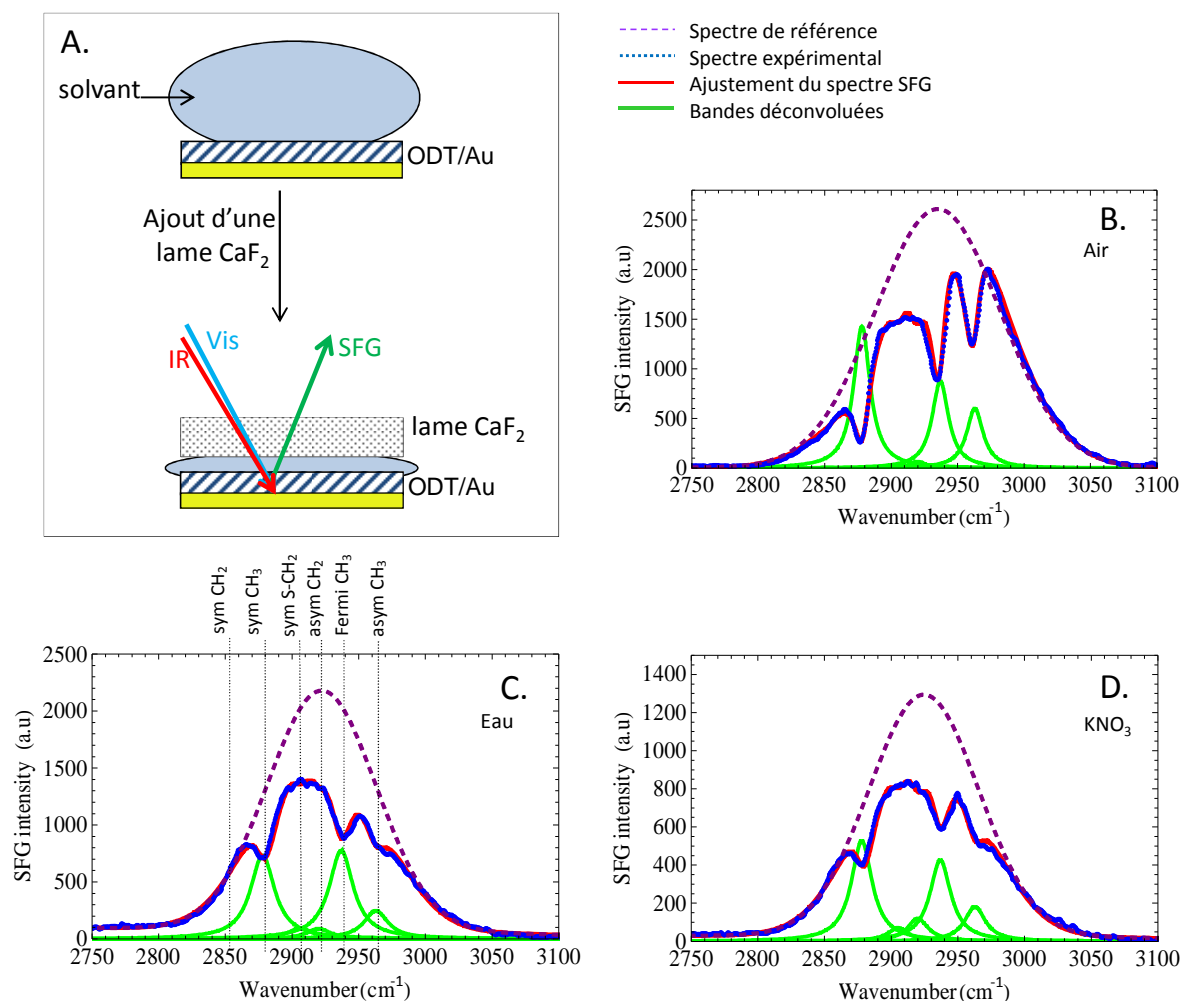 A.
solvant
ODT/Au
Ajout d'une
lame CaF2
Vis
IR
SFG
lame CaF2
ODT/Au
Spectre de référence
Spectre expérimental
Ajustement du spectre SFG
Bandes déconvoluées
B.
Air
SFG intensity (a.u)
2500
2000
1500
1000
500
0
2750 2800 2850 2900 2950 3000 3050 3100
Wavenumber (cm-1)
sym CH2
sym CH3
sym S-CH2
asym CH2
Fermi CH3
asym CH3
C.
Eau
SFG intensity (a.u)
2500
2000
1500
1000
500
0
2750 2800 2850 2900 2950 3000 3050 3100
Wavenumber (cm-1)
D.
KNO3
SFG intensity (a.u)
1400
1200
1000
800
600
400
200
0
2750 2800 2850 2900 2950 3000 3050 3100
Wavenumber (cm-1)